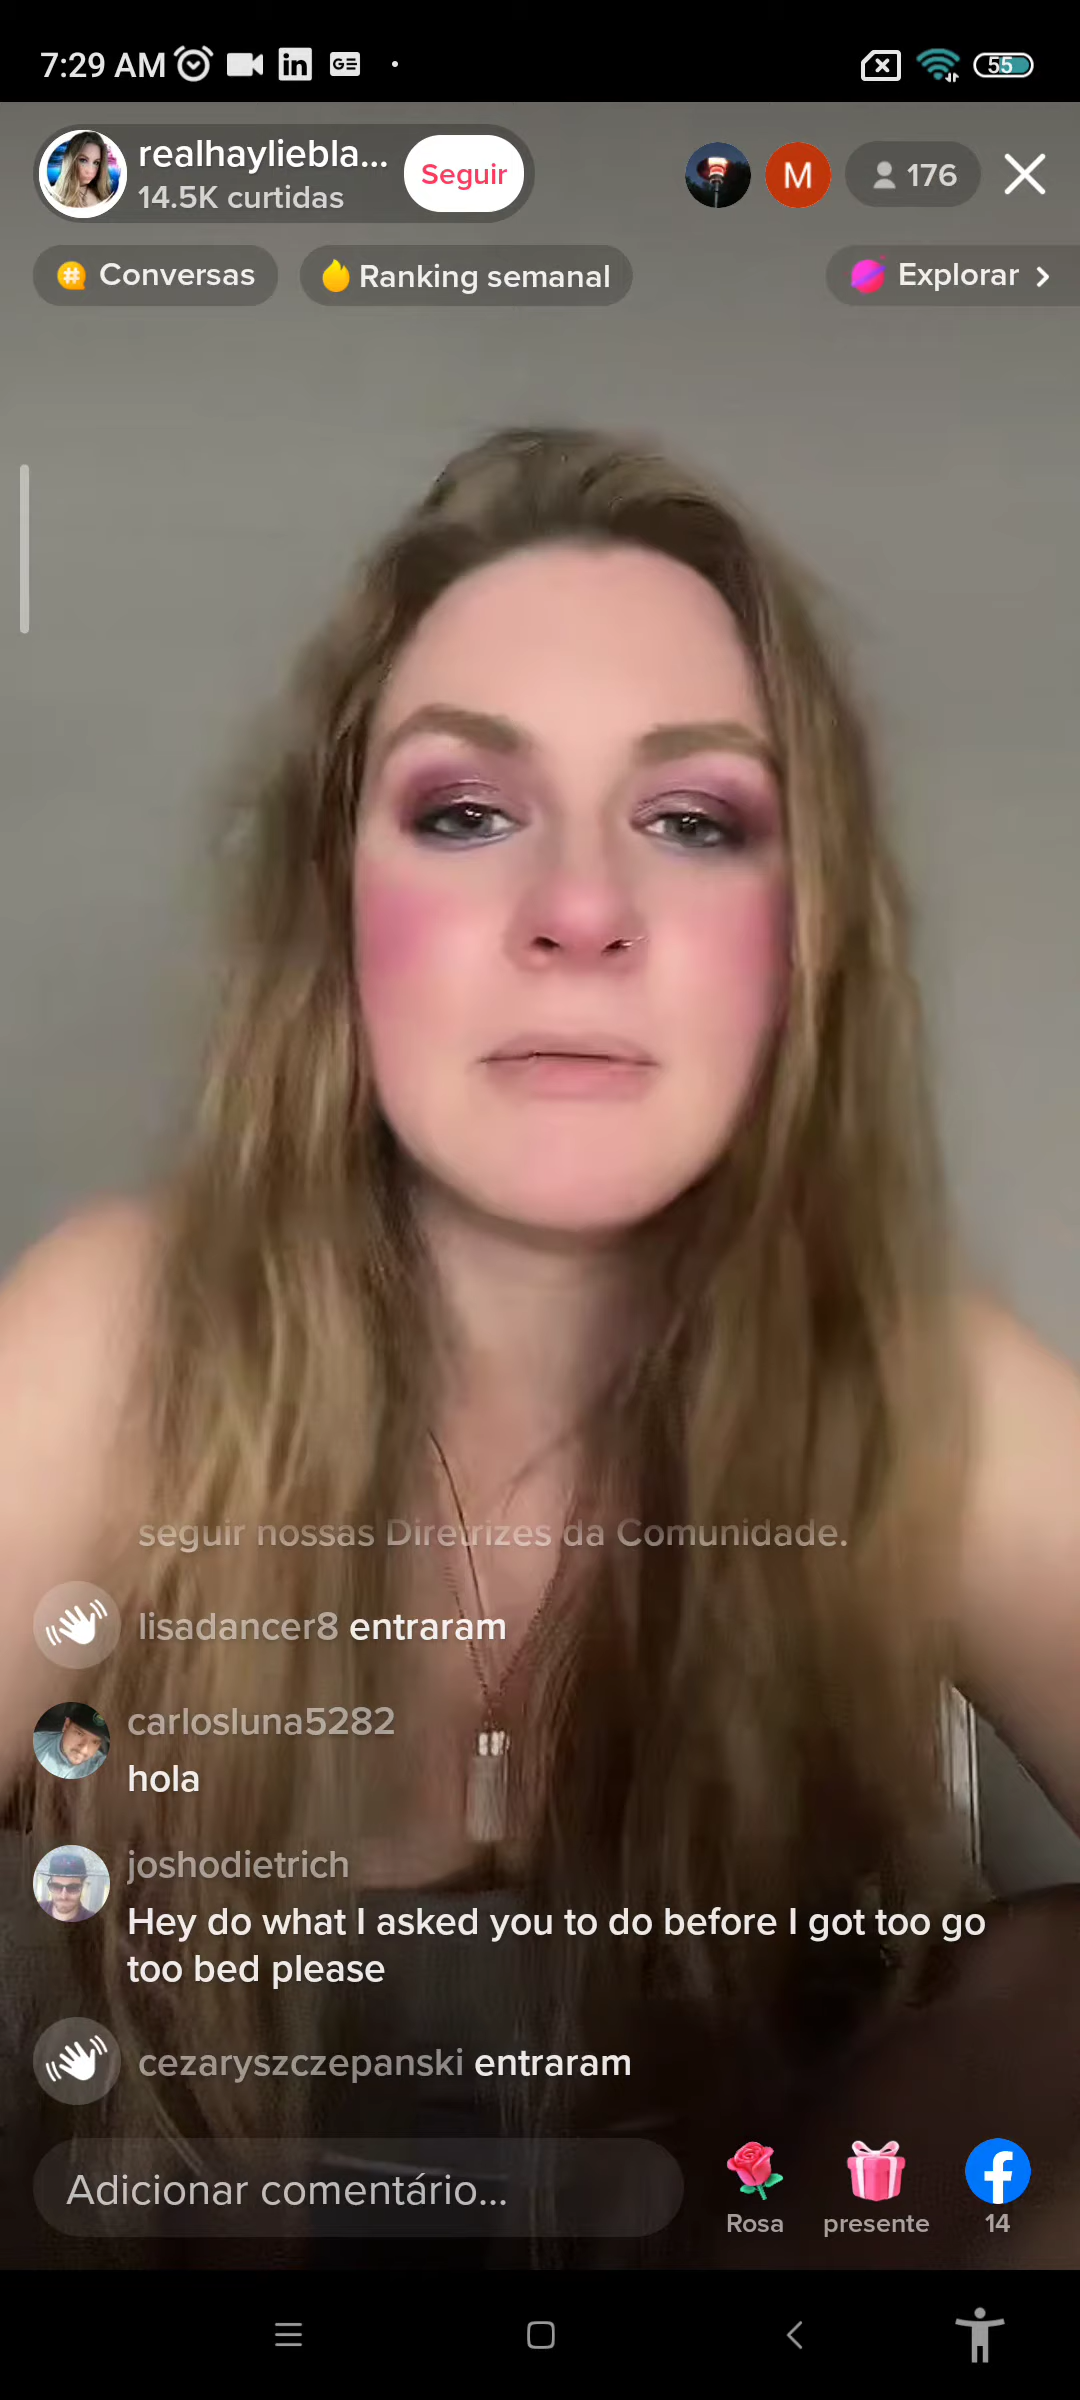 7:29 AM
55
realhayliebla...
14.5K curtidas
Seguir
M
176
Conversas
Ranking semanal
Explorar
seguir nossas Diretrizes da Comunidade.
lisadancer8 entraram
carlosluna5282
hola
joshodietrich
Hey do what I asked you to do before I got too go
too bed please
cezaryszczepanski entraram
Adicionar comentário...
Rosa
presente
14